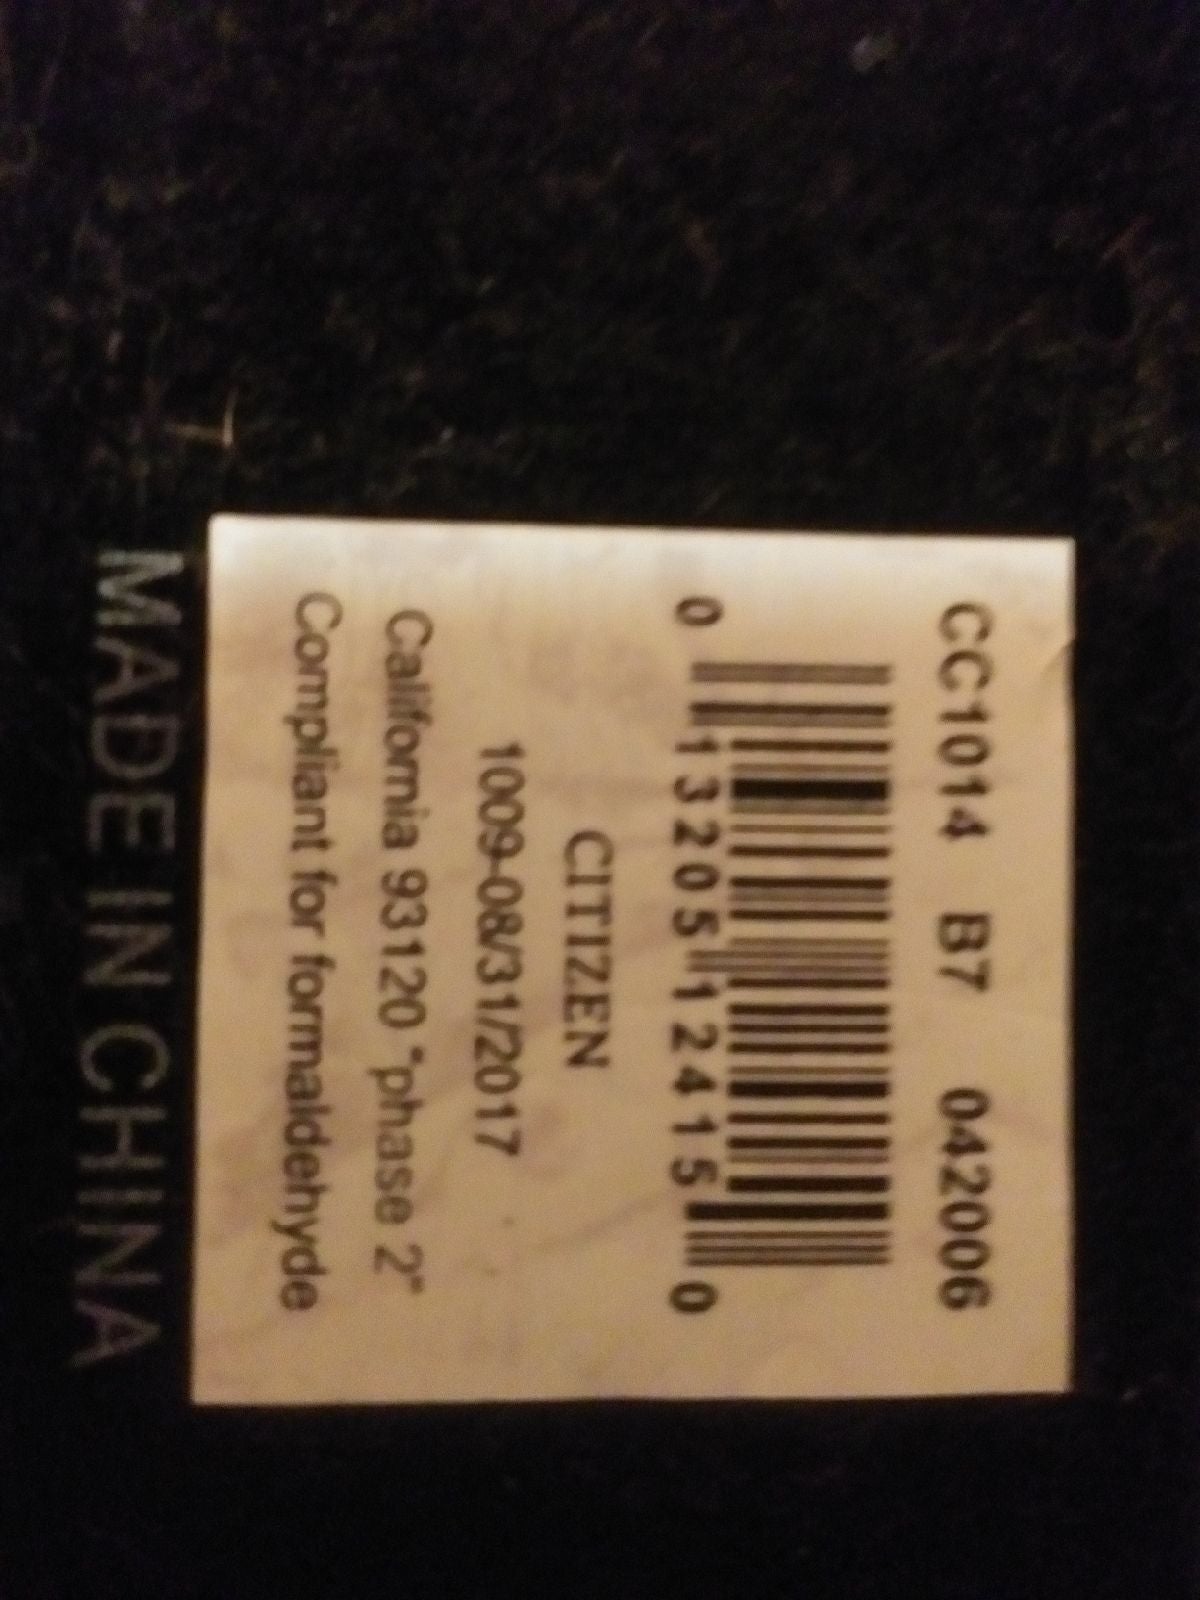 CC1014 B7 042006
0 13205 12415 0
CITIZEN
1009-08/31/2017
California 93120 "phase 2"
Compliant for formaldehyde
MADE IN CHINA